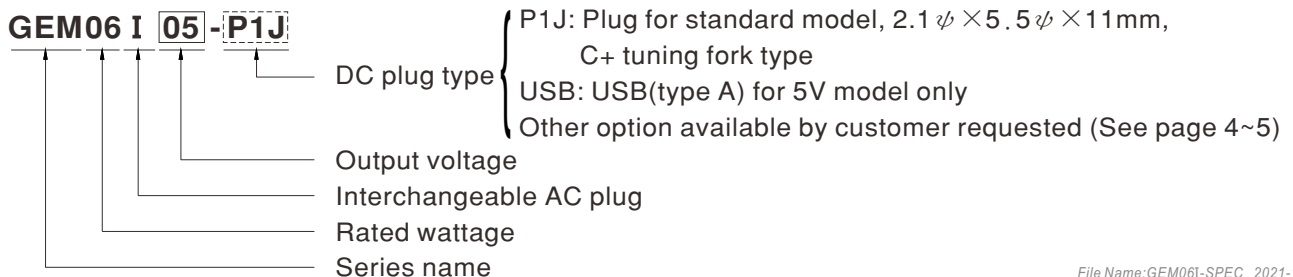 GEM06 I 05 -P1J
DC plug type
P1J: Plug for standard model, 2.1ψ×5.5ψ×11mm,
C+ tuning fork type
USB: USB(type A) for 5V model only
Other option available by customer requested (See page 4~5)
Output voltage
Interchangeable AC plug
Rated wattage
Series name
File Name:GEM06I-SPEC 2021-